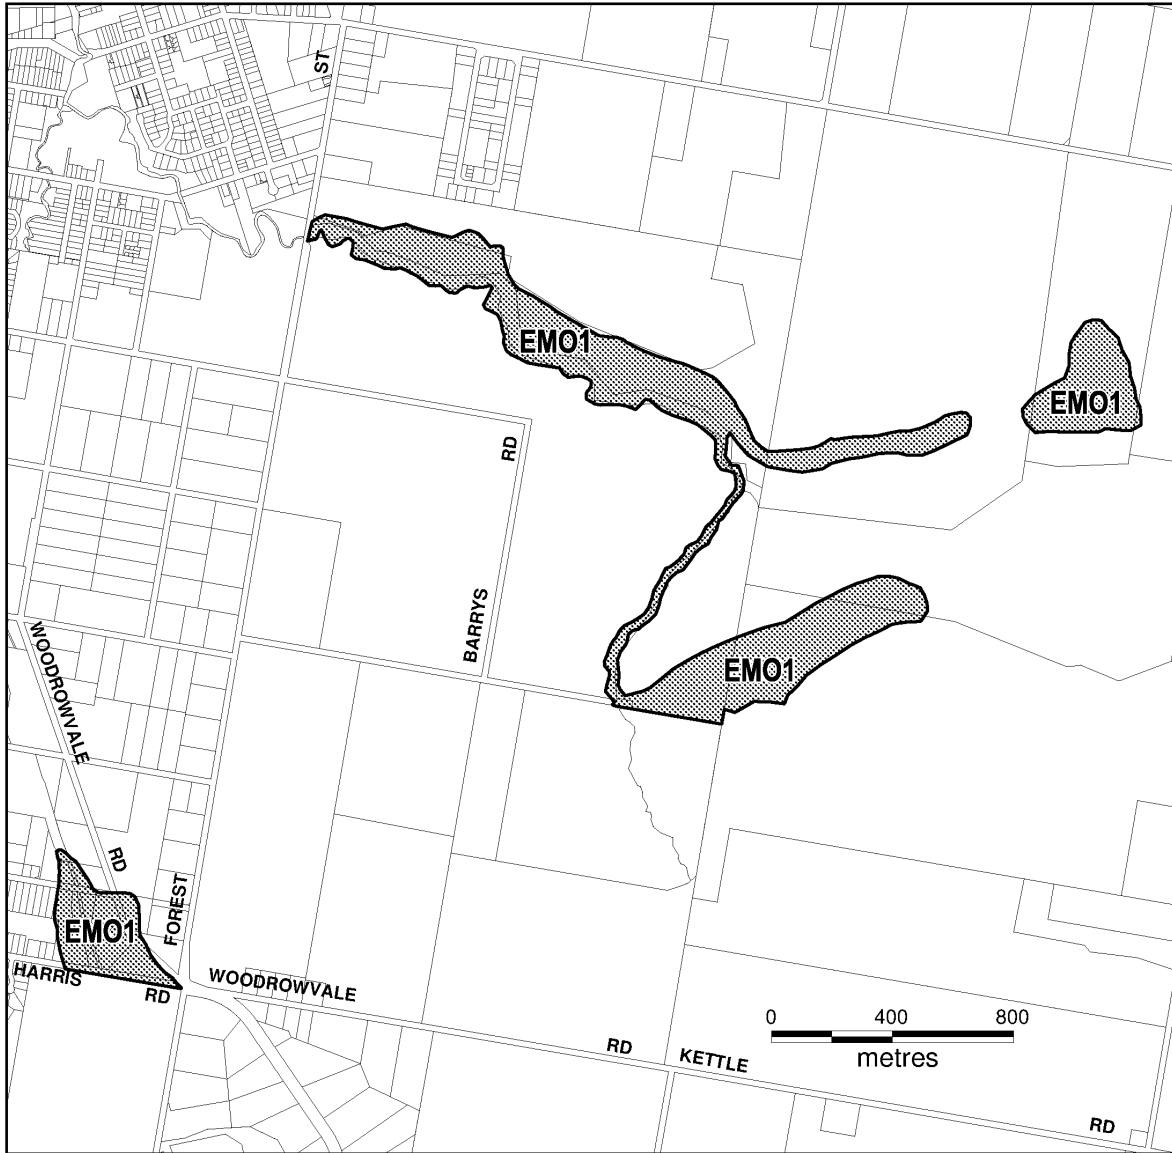 ST
EMO1
EMO1
RD
BARRYS
WOODROWVALE
EMO1
RD
FOREST
EMO1
HARRIS
RD
WOODROWVALE
0 400 800
metres
RD
KETTLE
RD